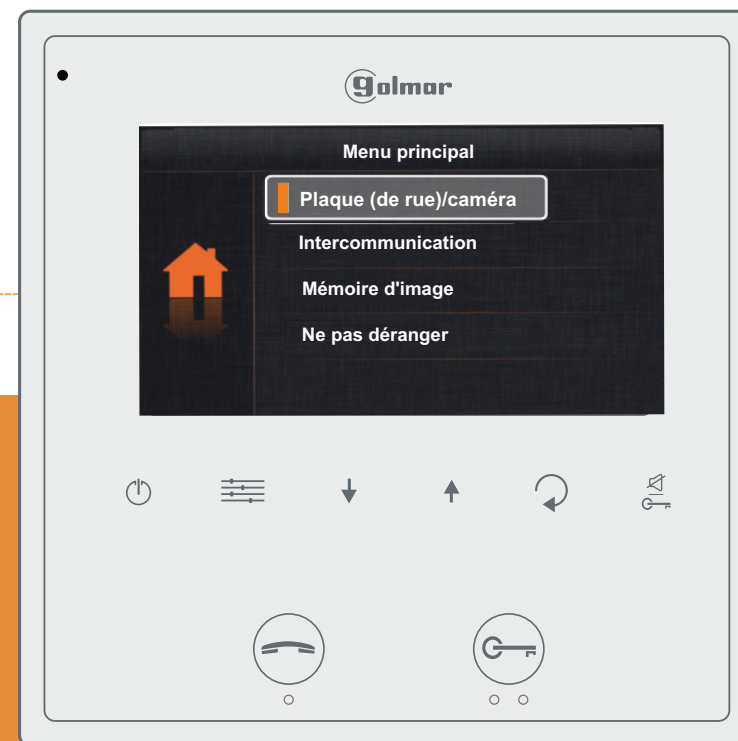 golmar
Menu principal
Plaque (de rue)/caméra
Intercommunication
Mémoire d'image
Ne pas déranger